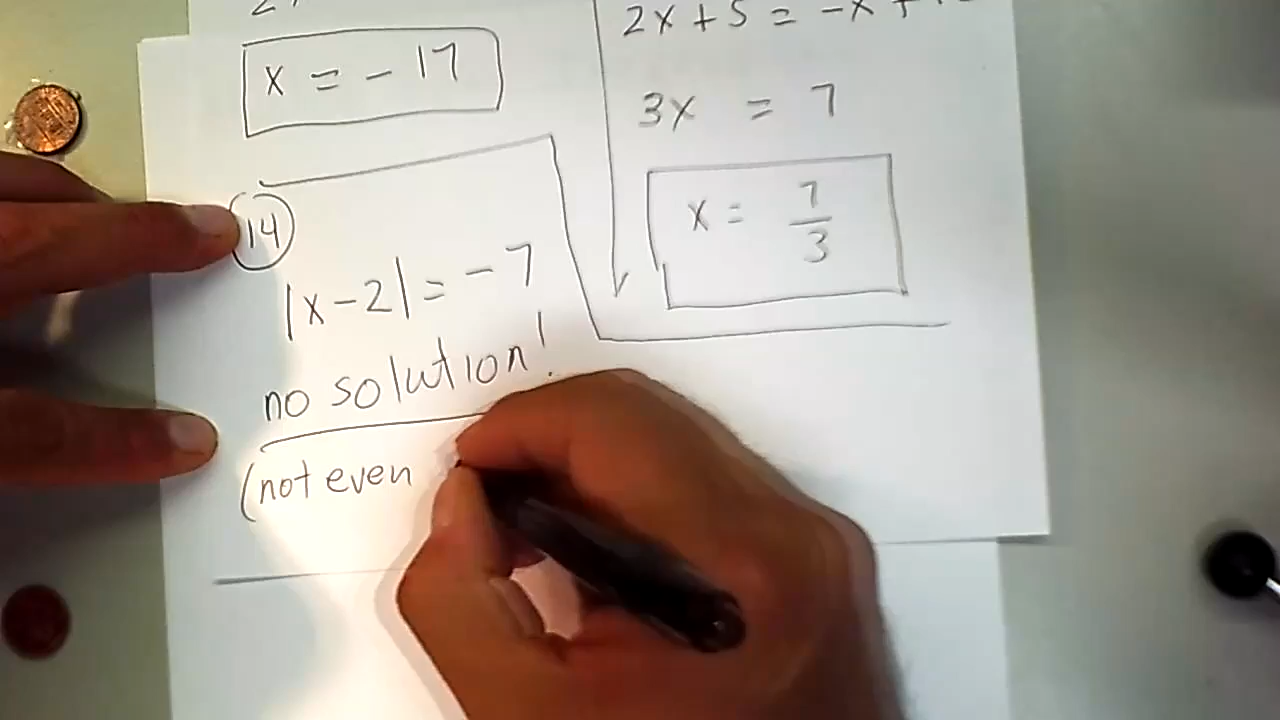 x = - 17
2x + 5 = -x +
3x = 7
x = 7/3
14
|x-2| = -7
no solution!
(not even